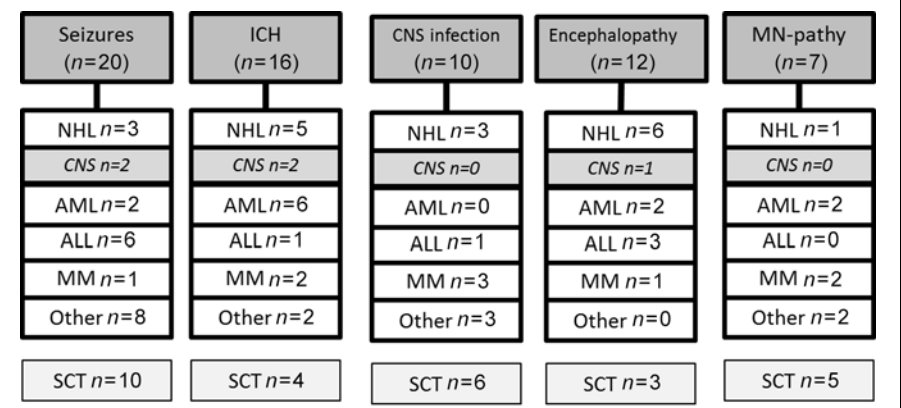 Seizures
(n=20)
NHL n=3
CNS n=2
AML n=2
ALL n=6
MM n=1
Other n=8
SCT n=10
ICH
(n=16)
NHL n=5
CNS n=2
AML n=6
ALL n=1
MM n=2
Other n=2
SCT n=4
CNS infection
(n=10)
NHL n=3
CNS n=0
AML n=0
ALL n=1
MM n=3
Other n=3
SCT n=6
Encephalopathy
(n=12)
NHL n=6
CNS n=1
AML n=2
ALL n=3
MM n=1
Other n=0
SCT n=3
MN-pathy
(n=7)
NHL n=1
CNS n=0
AML n=2
ALL n=0
MM n=2
Other n=2
SCT n=5